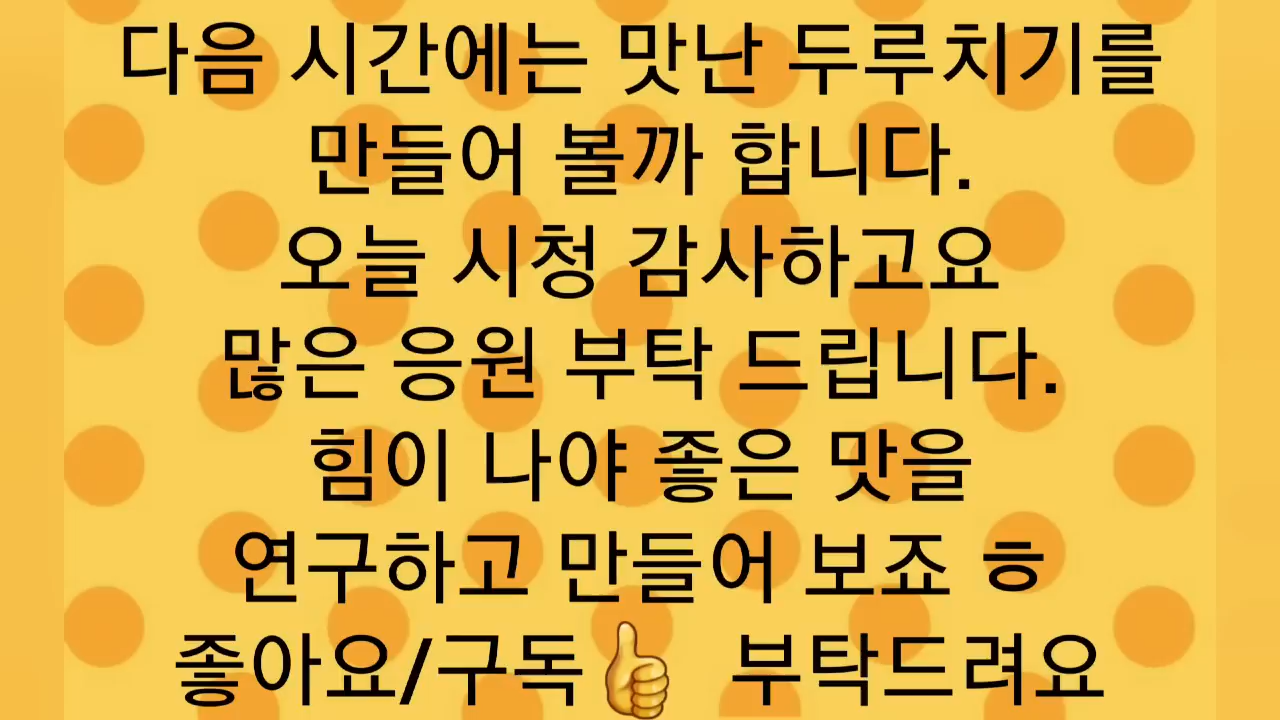 다음 시간에는 맛난 두루치기를
만들어 볼까 합니다.
오늘 시청 감사하고요
많은 응원 부탁 드립니다.
힘이 나야 좋은 맛을
연구하고 만들어 보죠 ㅎ
좋아요/구독👍 부탁드려요